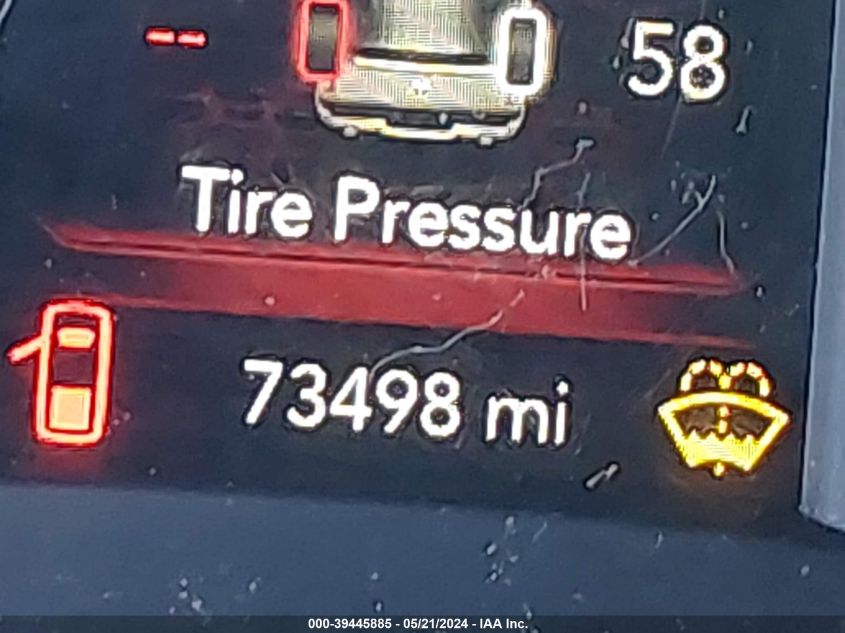 -- 58
Tire Pressure
73498 mi
000-39445885 - 05/21/2024 - IAA Inc.